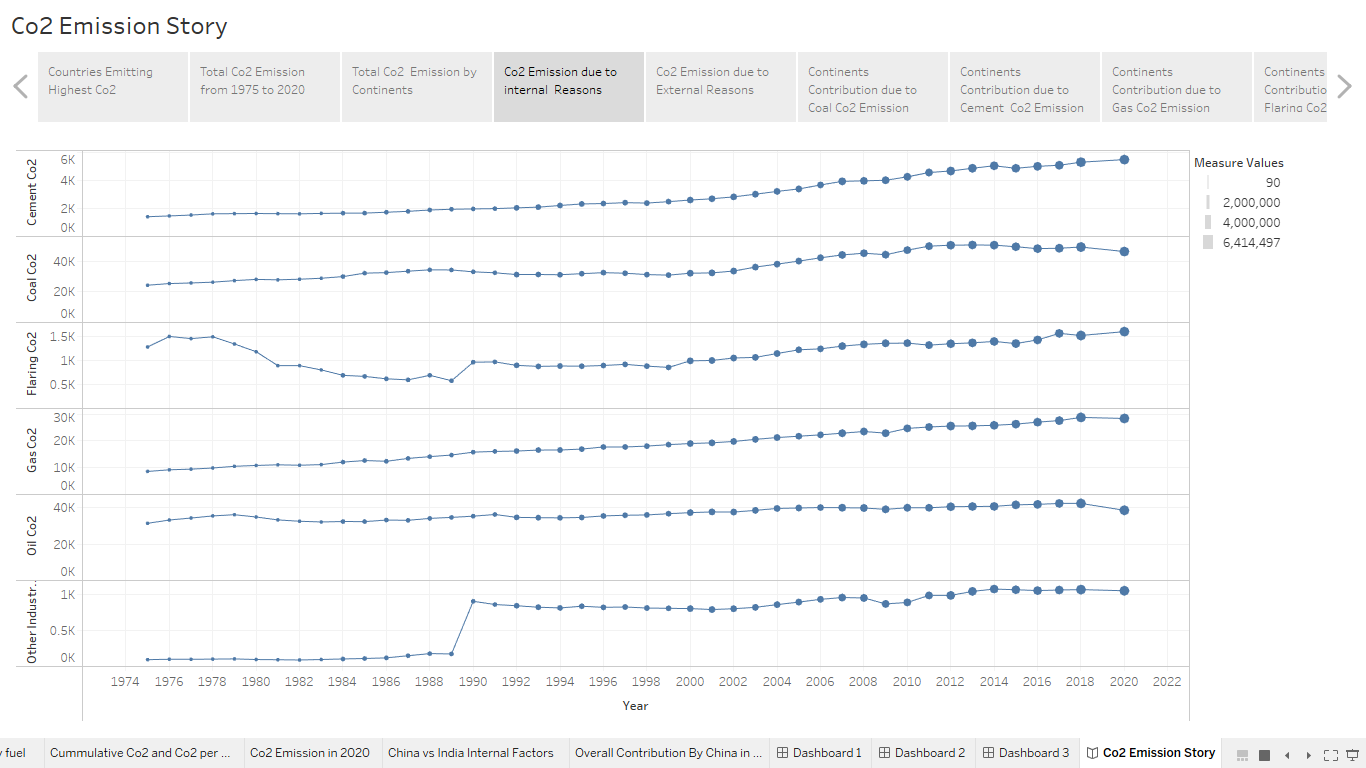 Co2 Emission Story
Countries Emitting
Highest Co2
Total Co2 Emission
from 1975 to 2020
Total Co2 Emission by
Continents
Co2 Emission due to
internal Reasons
Co2 Emission due to
External Reasons
Continents
Contribution due to
Coal Co2 Emission
Continents
Contribution due to
Cement Co2 Emission
Continents
Contribution due to
Gas Co2 Emission
Continents
Contributio
Flaring Co2
Cement Co2
6K
4K
2K
0K
Coal Co2
40K
20K
0K
Flaring Co2
1.5K
1K
0.5K
Gas Co2
30K
20K
10K
0K
Oil Co2
40K
20K
0K
Other Industr..
1K
0.5K
0K
1974 1976 1978 1980 1982 1984 1986 1988 1990 1992 1994 1996 1998 2000 2002 2004 2006 2008 2010 2012 2014 2016 2018 2020 2022
Year
Measure Values
90
2,000,000
4,000,000
6,414,497
y fuel
Cummulative Co2 and Co2 per ...
Co2 Emission in 2020
China vs India Internal Factors
Overall Contribution By China in ...
Dashboard 1
Dashboard 2
Dashboard 3
Co2 Emission Story